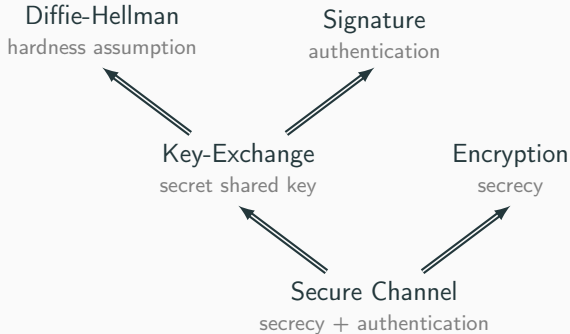 Diffie-Hellman
hardness assumption
Signature
authentication
Key-Exchange
secret shared key
Encryption
secrecy
Secure Channel
secrecy + authentication